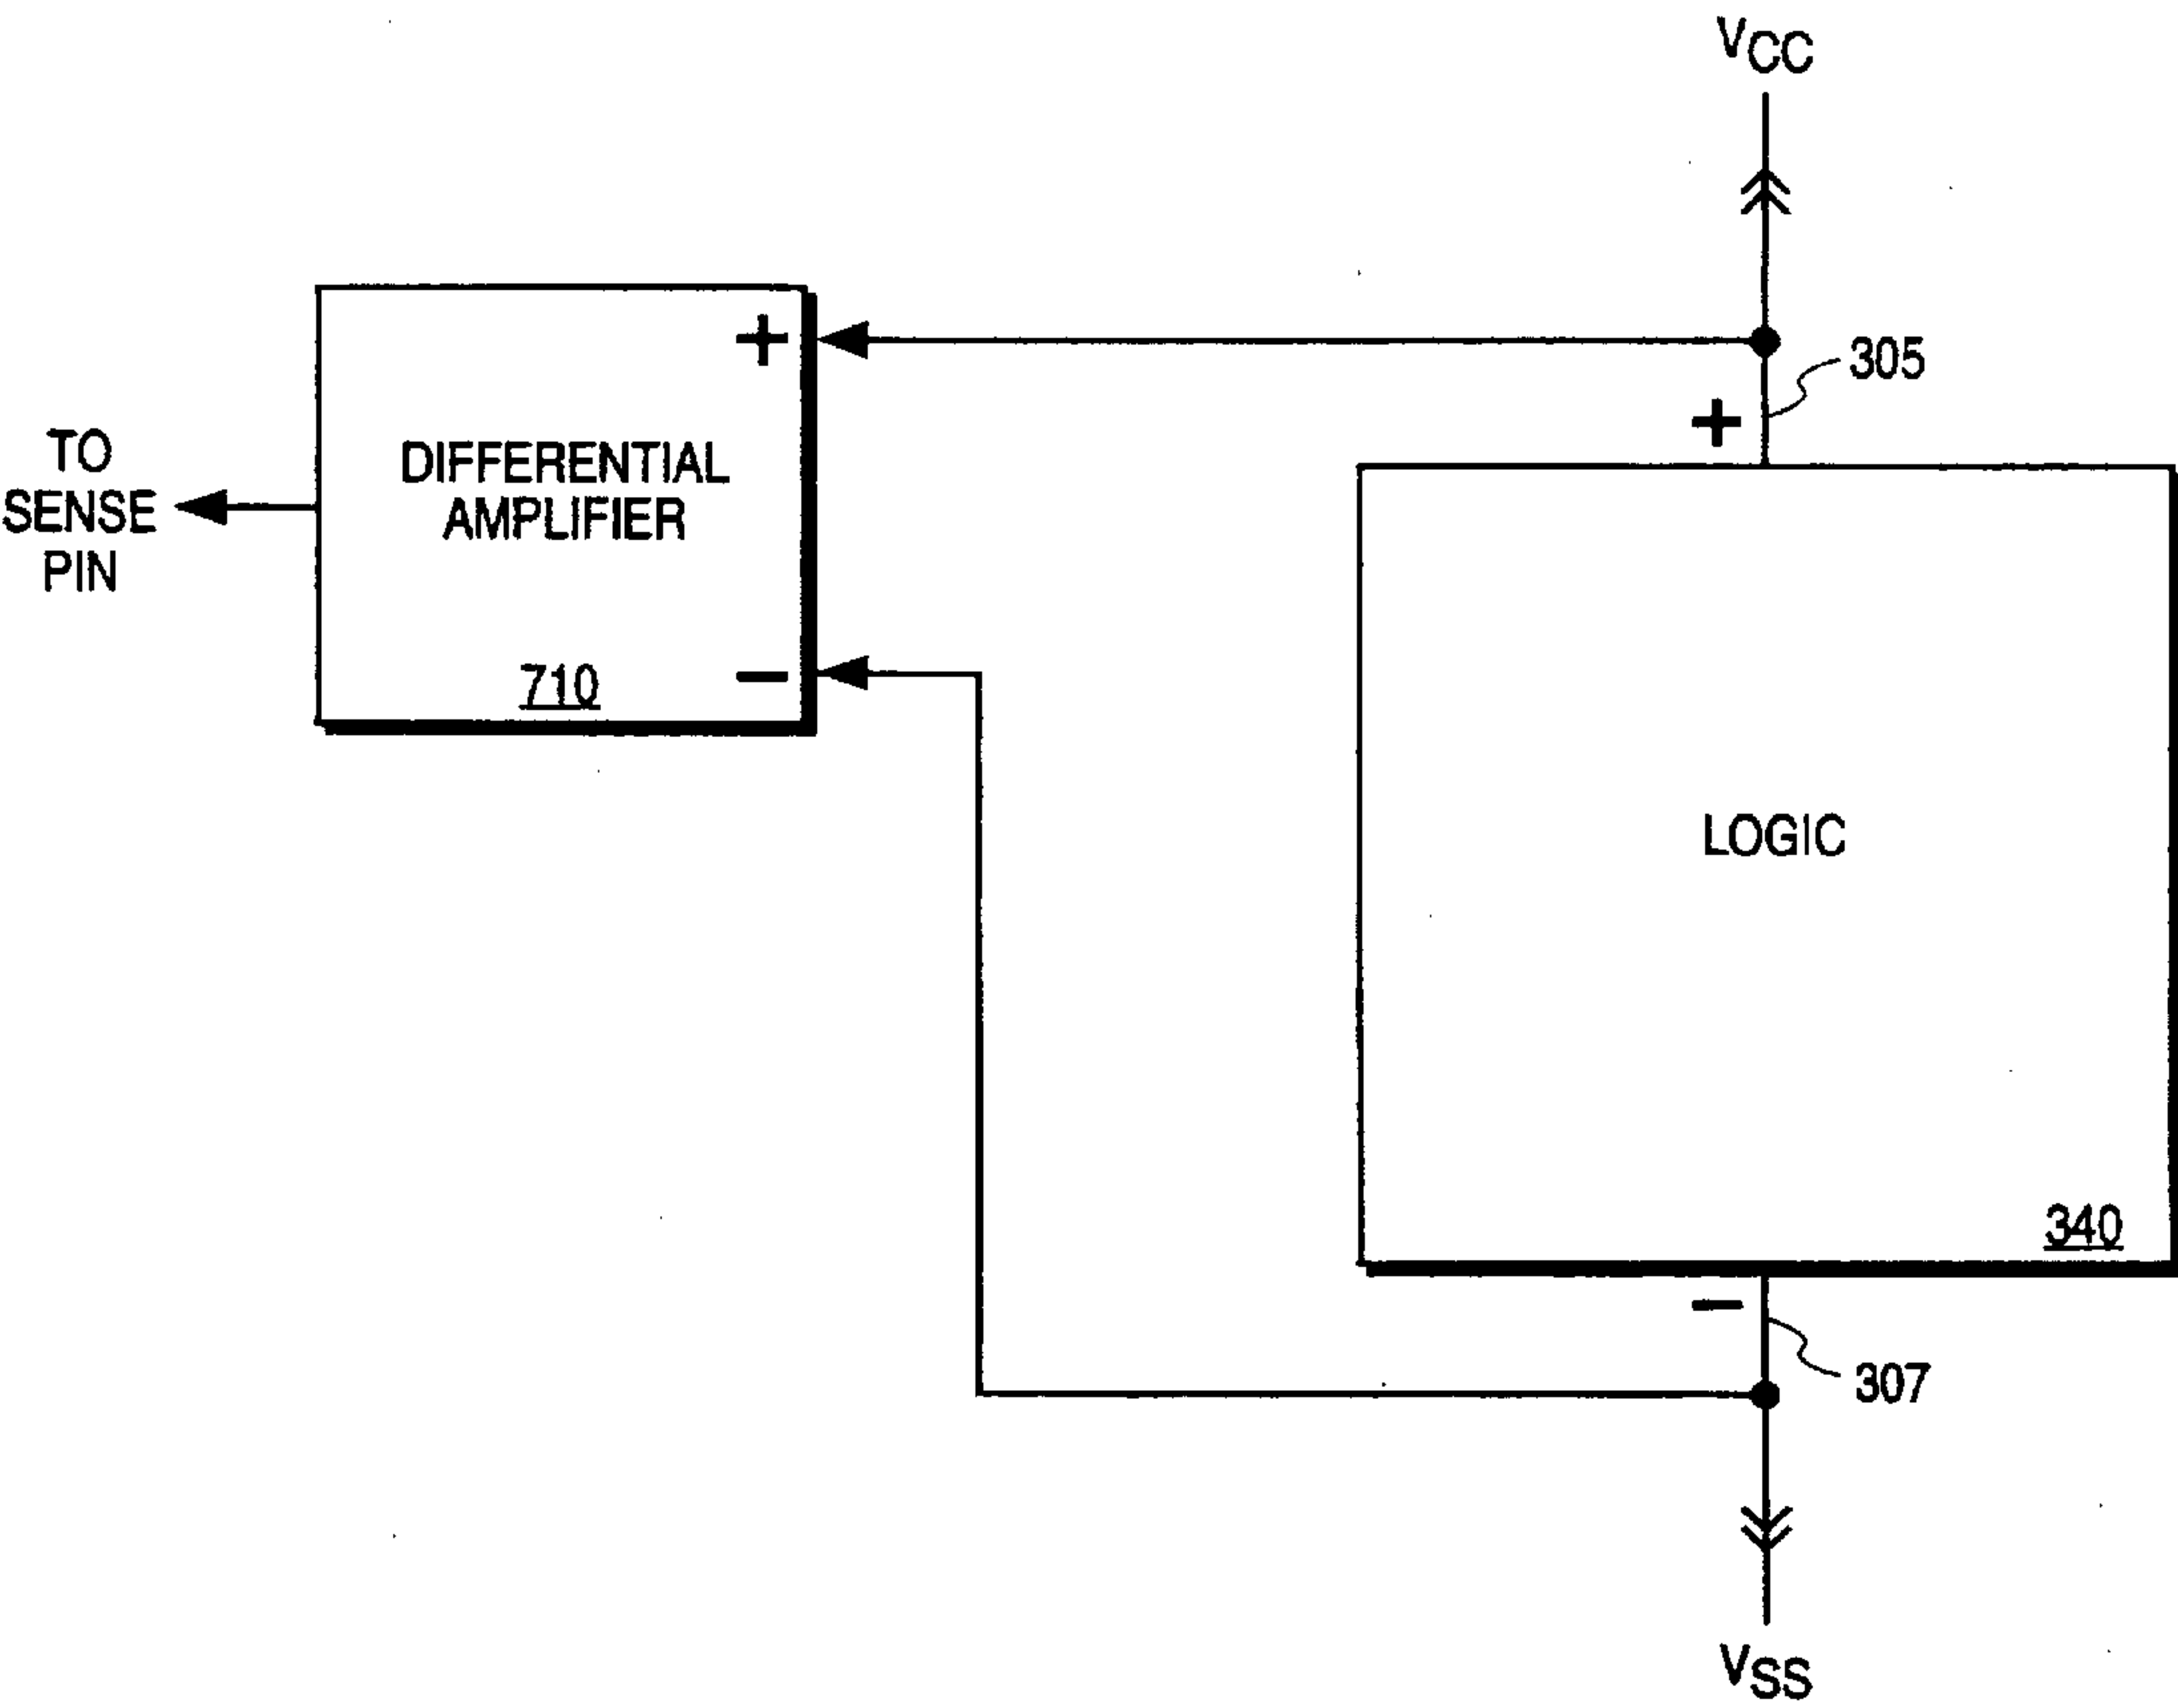 VCC
+
305
+
DIFFERENTIAL
AMPLIFIER
TO
SENSE
PIN
710
−
LOGIC
340
−
307
VSS